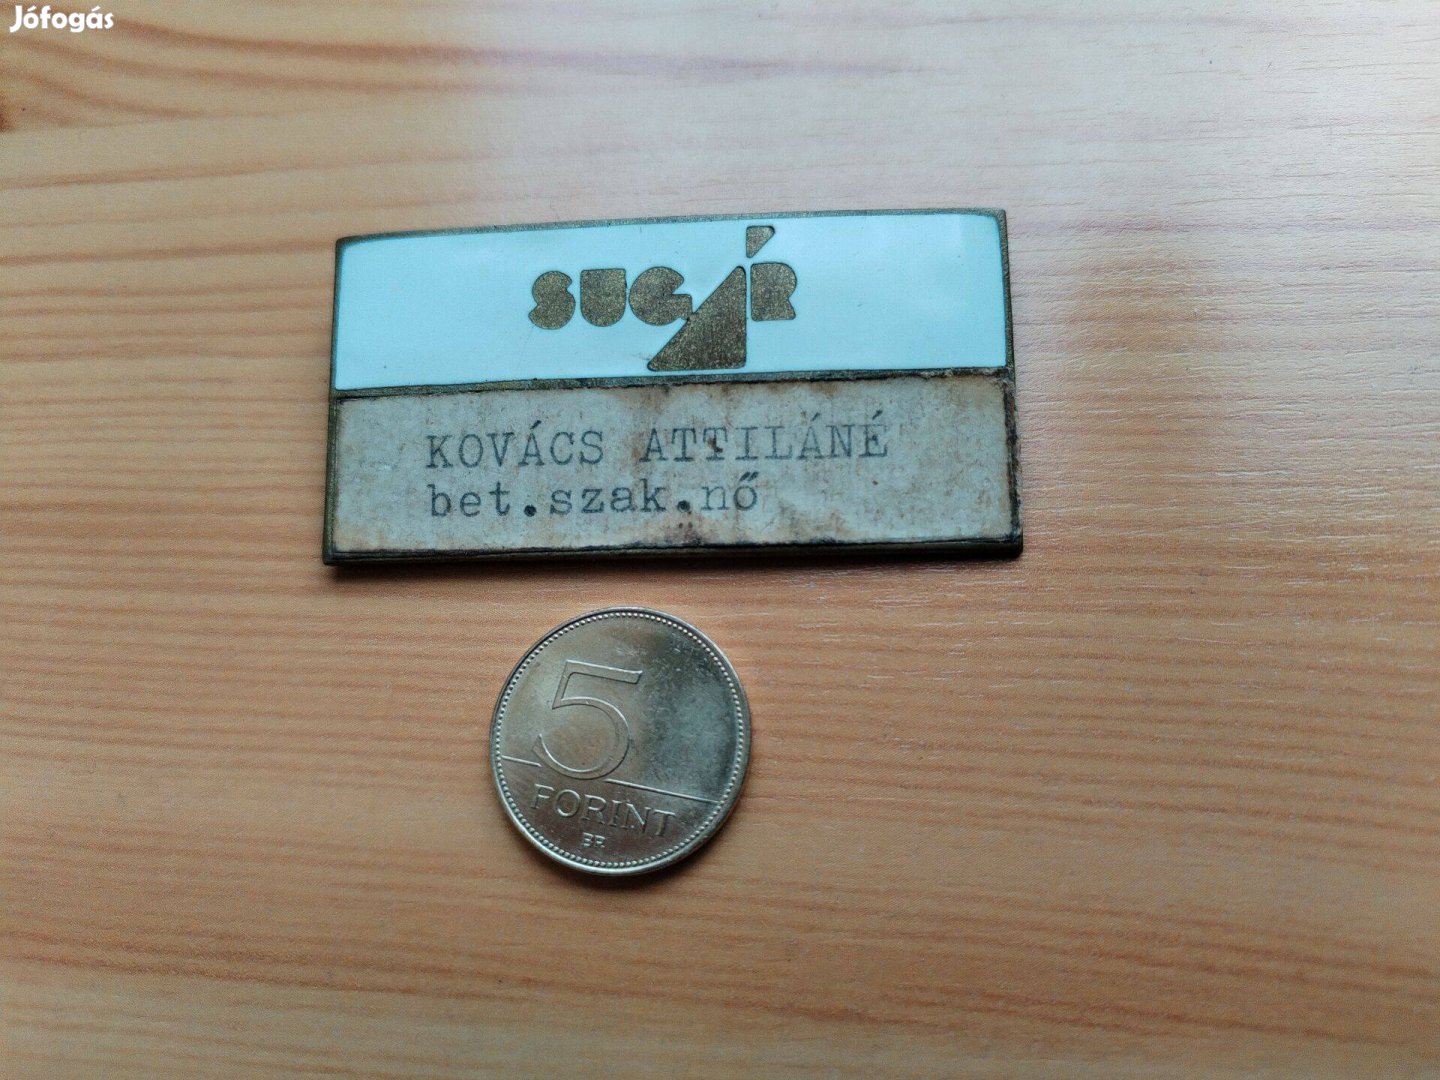 Jófogás
SUGÁR
KOVÁCS ATTILÁNÉ
bet.szak.nő
5
FORINT
BP.